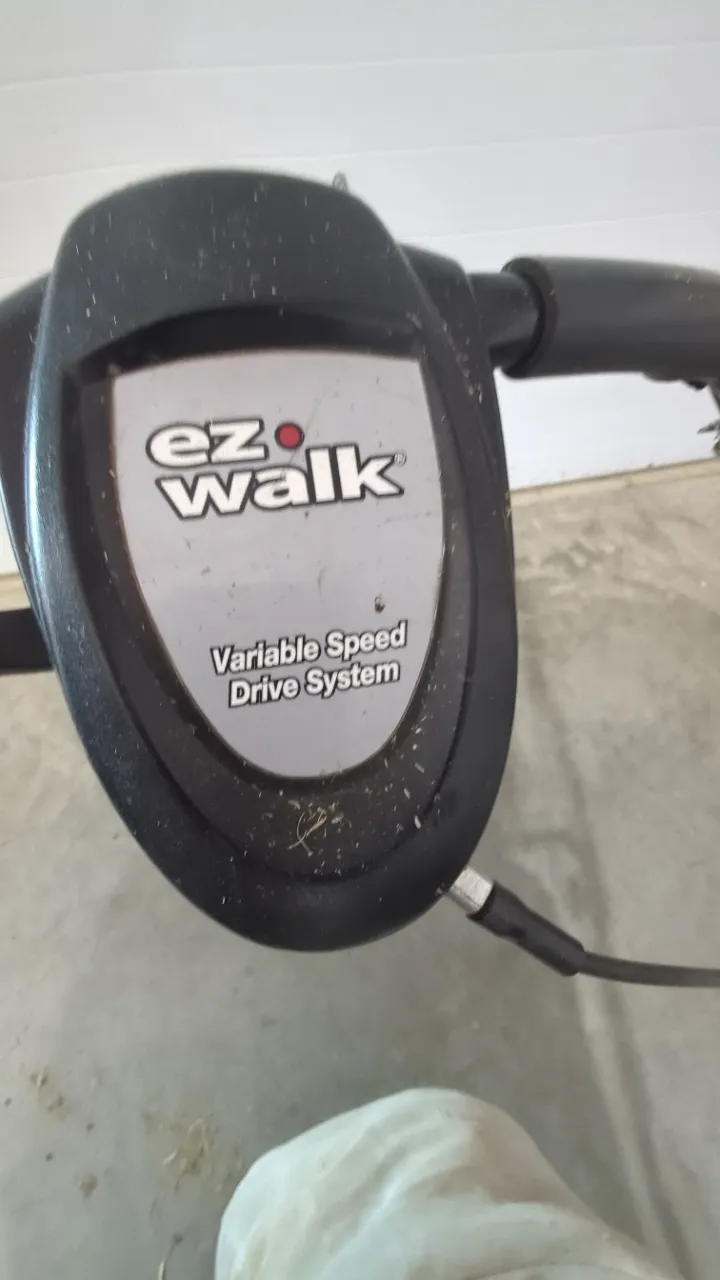 ez
walk®
Variable Speed
Drive System